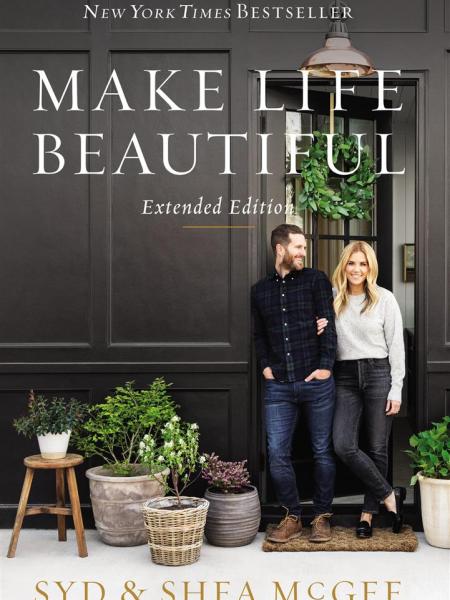 NEW YORK TIMES BESTSELLER
MAKE LIFE
BEAUTIFUL
Extended Edition
SYD & SHEA McGEE